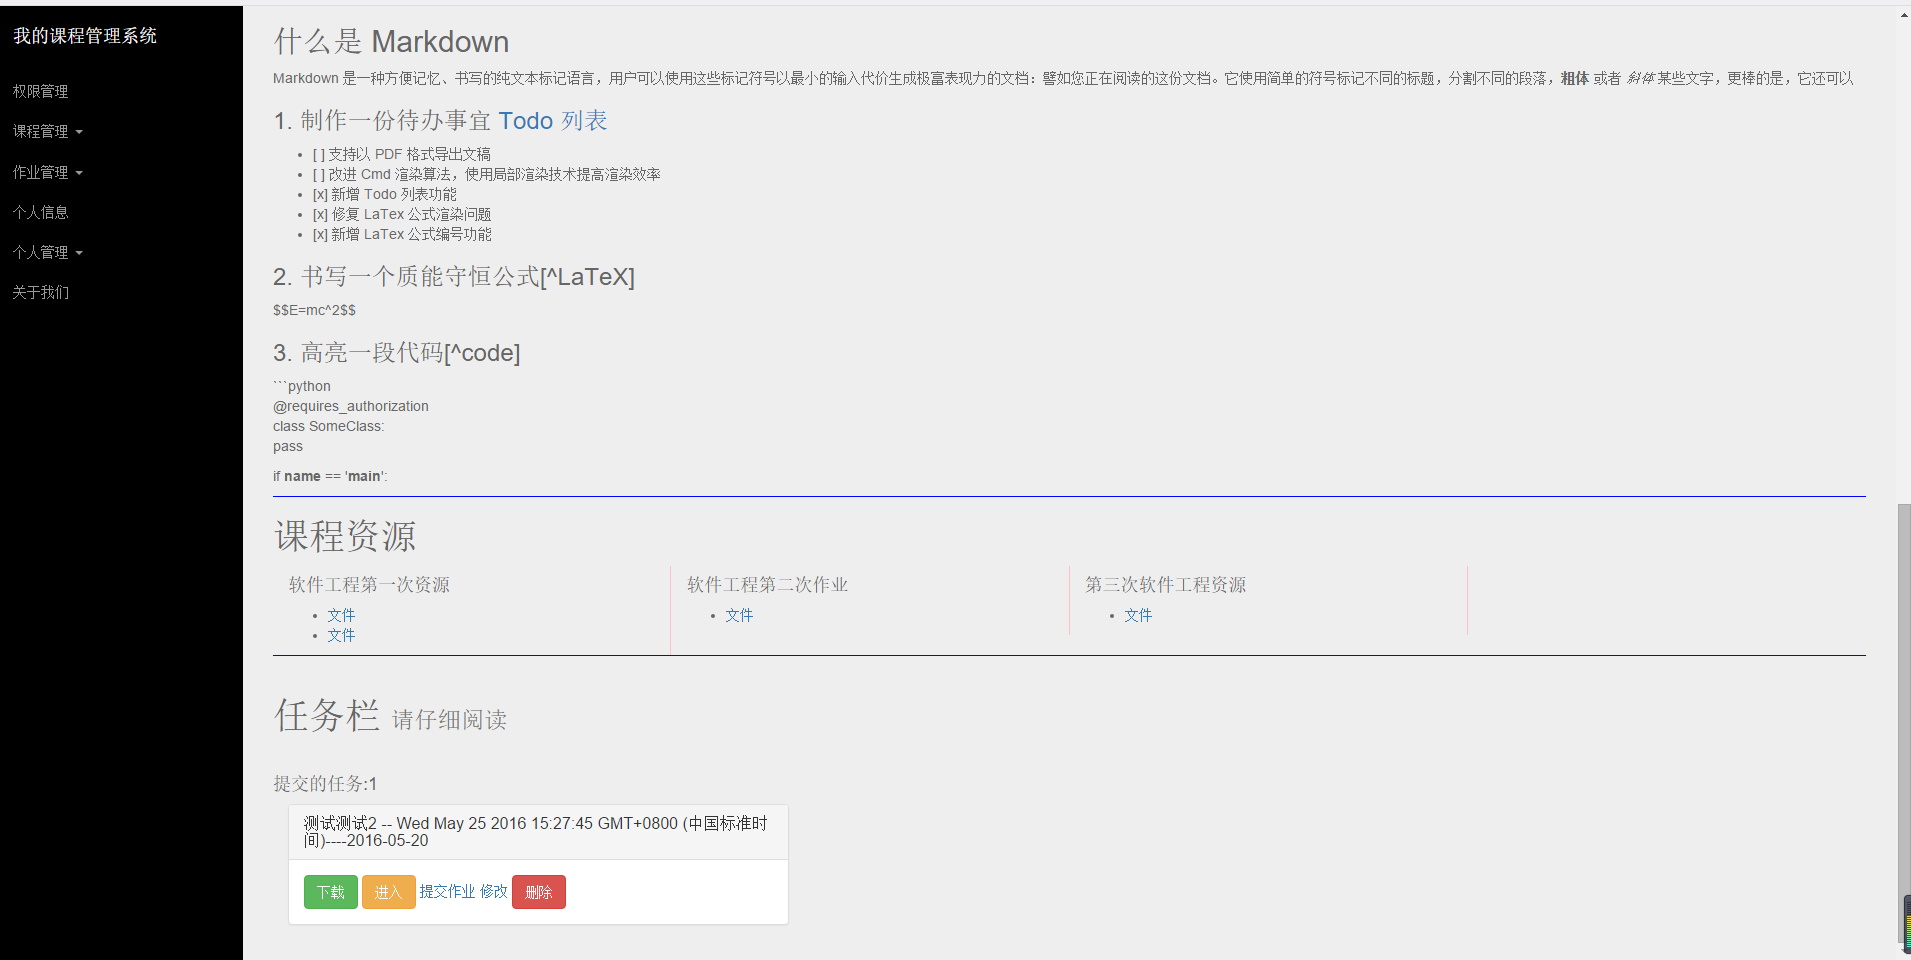 我的课程管理系统
权限管理
课程管理
作业管理
个人信息
个人管理
关于我们
什么是 Markdown
Markdown 是一种方便记忆、书写的纯文本标记语言，用户可以使用这些标记符号以最小的输入代价生成极富表现力的文档：譬如您正在阅读的这份文档。它使用简单的符号标记不同的标题，分割不同的段落，粗体 或者 斜体 某些文字，更棒的是，它还可以
1. 制作一份待办事宜 Todo 列表
• [ ] 支持以 PDF 格式导出文稿
• [ ] 改进 Cmd 渲染算法，使用局部渲染技术提高渲染效率
• [x] 新增 Todo 列表功能
• [x] 修复 LaTex 公式渲染问题
• [x] 新增 LaTex 公式编号功能
2. 书写一个质能守恒公式[^LaTeX]
$$E=mc^2$$
3. 高亮一段代码[^code]
```python
@requires_authorization
class SomeClass:
pass
if name == 'main':
课程资源
软件工程第一次资源
• 文件
• 文件
软件工程第二次作业
• 文件
第三次软件工程资源
• 文件
任务栏 请仔细阅读
提交的任务:1
测试测试2 -- Wed May 25 2016 15:27:45 GMT+0800 (中国标准时
间)----2016-05-20
下载 进入 提交作业 修改 删除